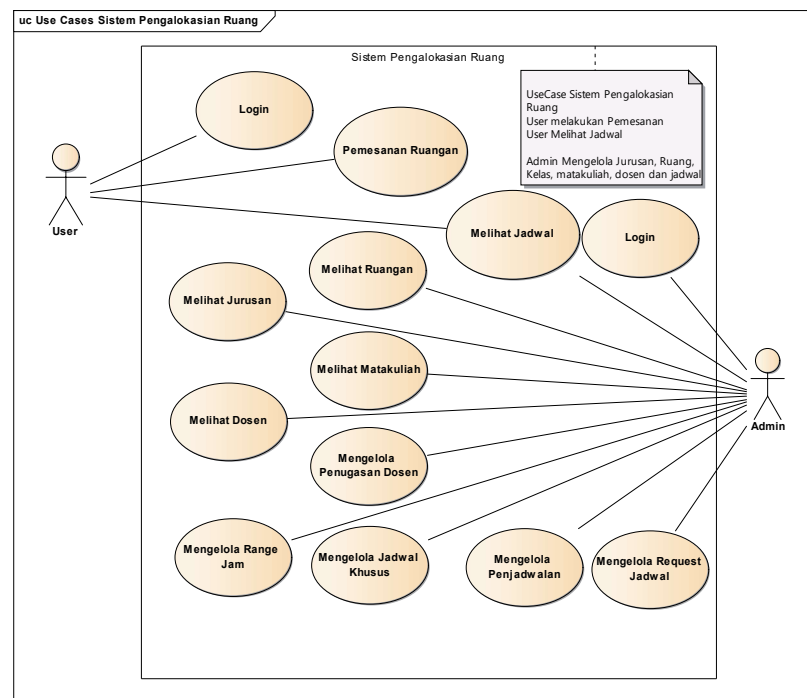 uc Use Cases Sistem Pengalokasian Ruang
Sistem Pengalokasian Ruang
UseCase Sistem Pengalokasian
Ruang
User melakukan Pemesanan
User Melihat Jadwal
Admin Mengelola Jurusan, Ruang,
Kelas, matakuliah, dosen dan jadwal
Login
Pemesanan Ruangan
User
Melihat Jadwal
Login
Melihat Ruangan
Melihat Jurusan
Melihat Matakuliah
Melihat Dosen
Admin
Mengelola
Penugasan Dosen
Mengelola Range
Jam
Mengelola Jadwal
Khusus
Mengelola
Penjadwalan
Mengelola Request
Jadwal